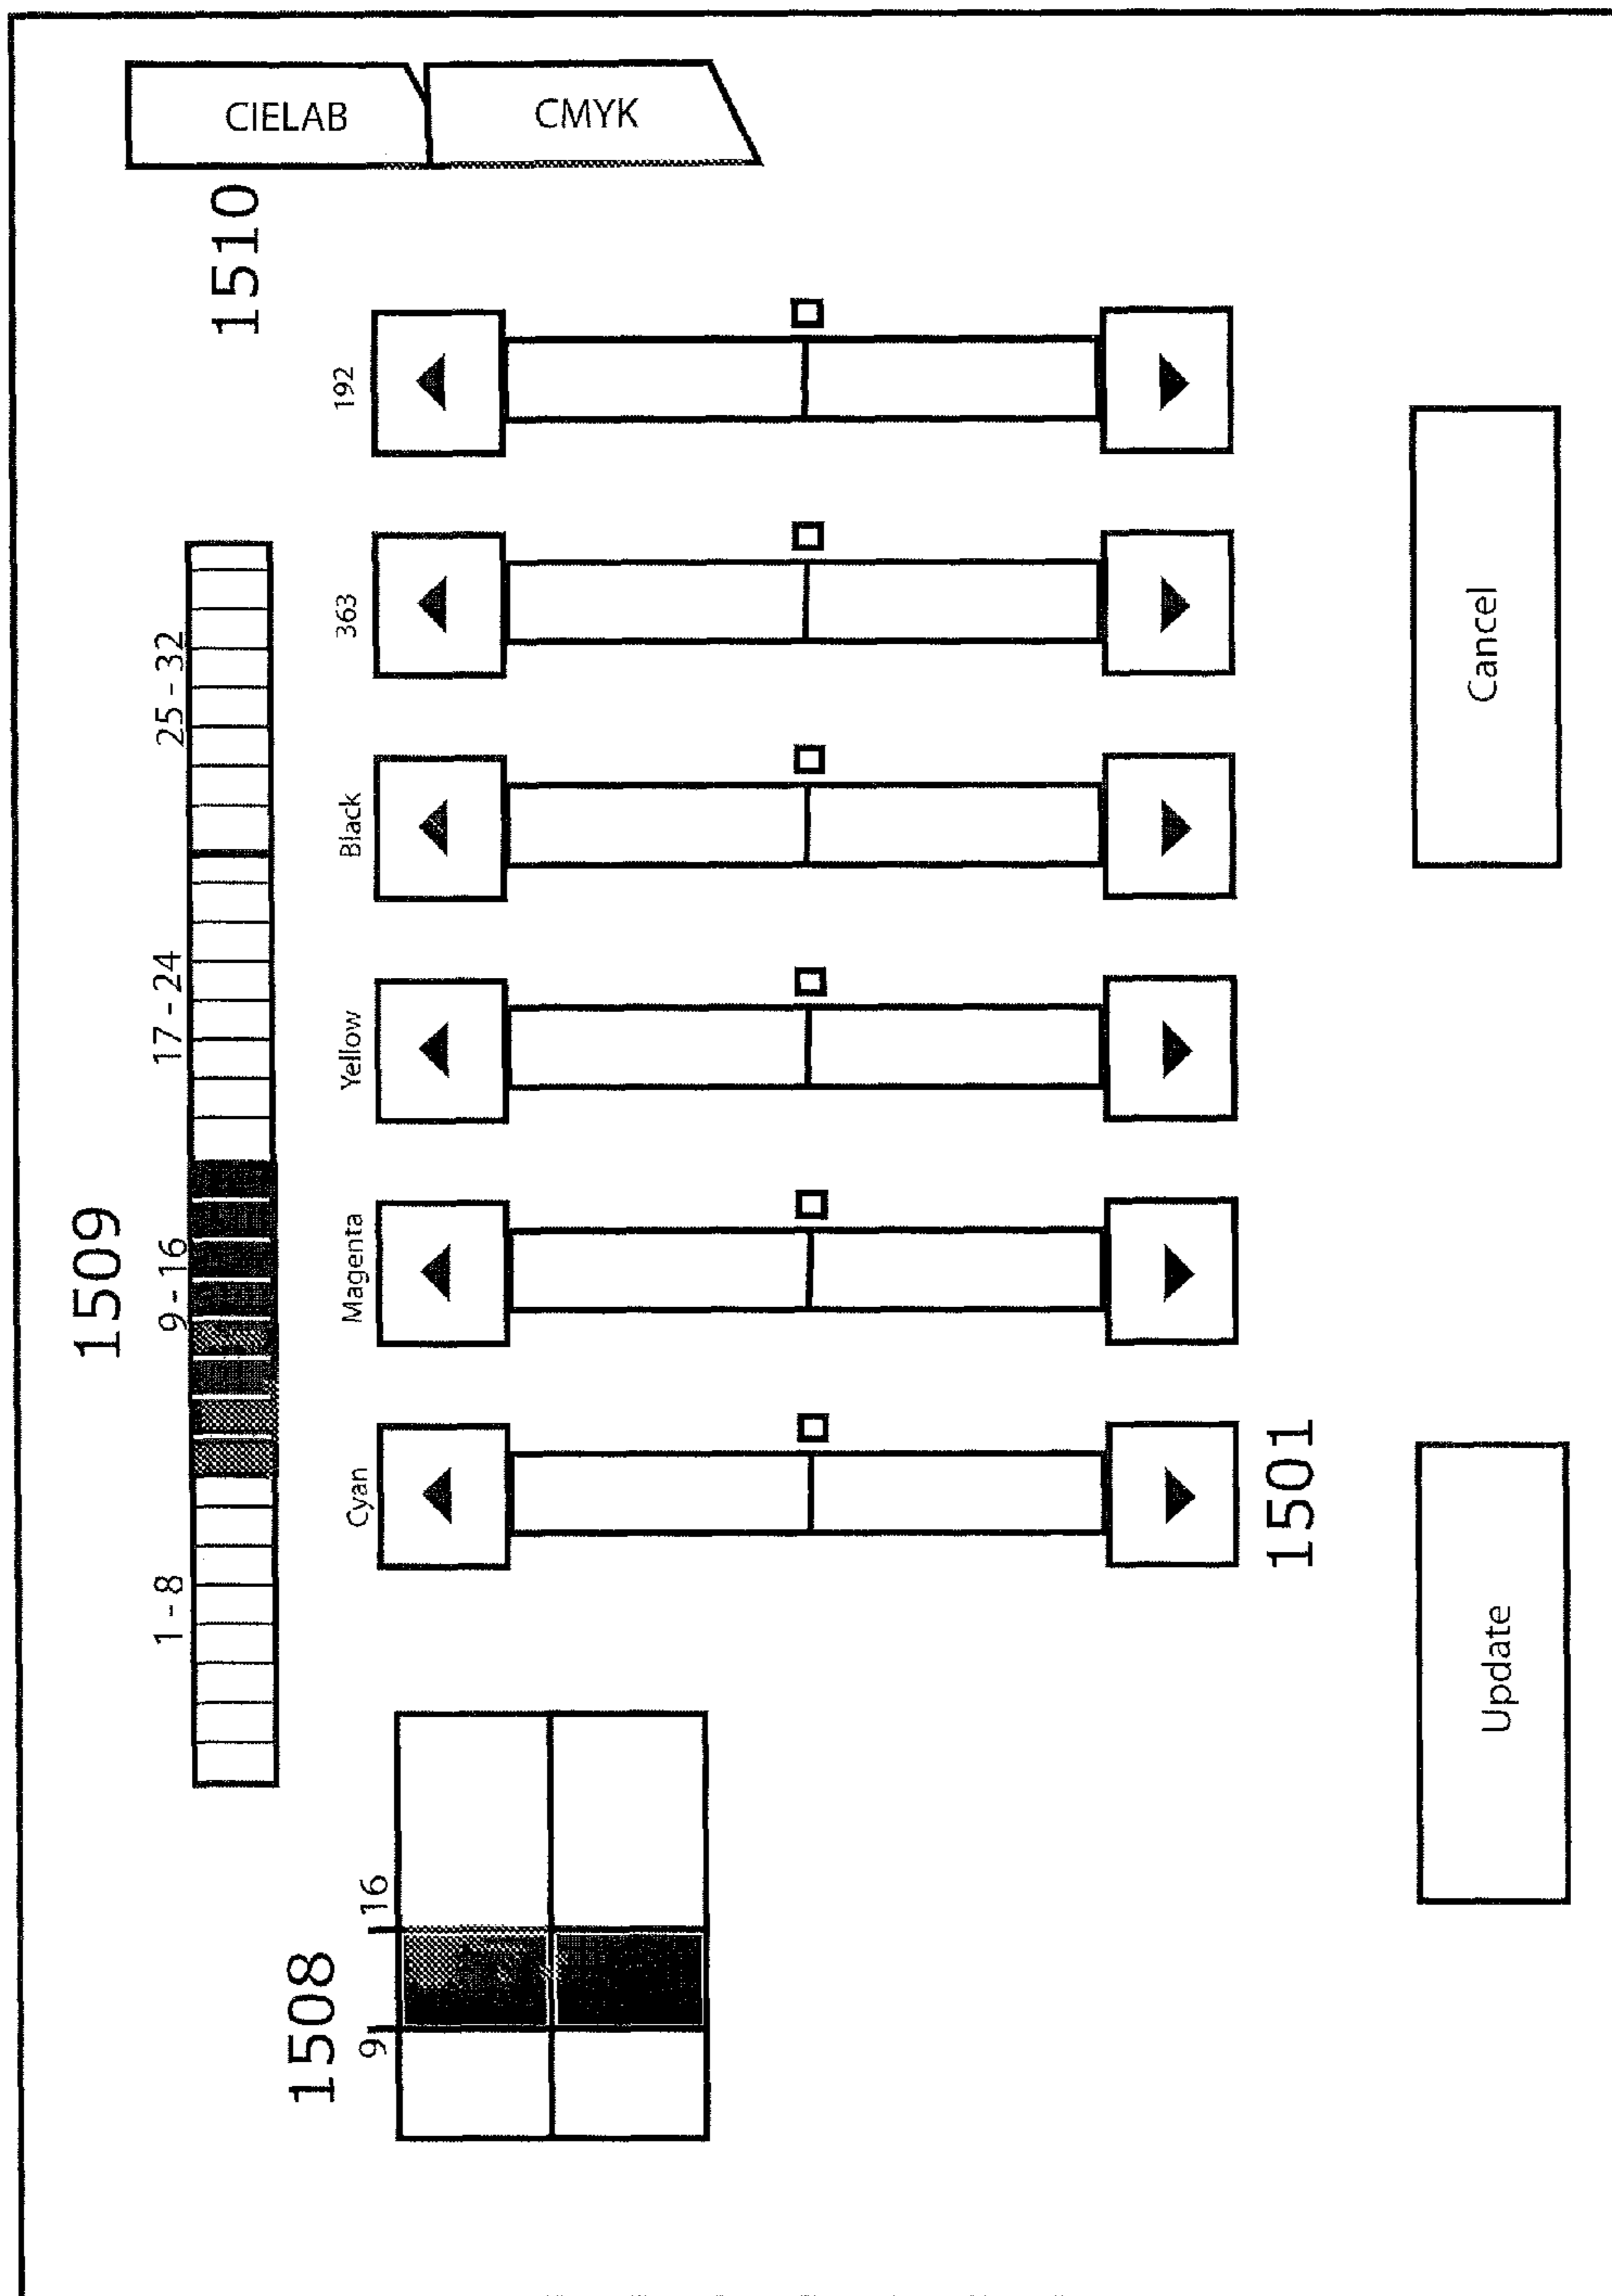 1509
1510
CIELAB
CMYK
1 - 8
9 - 16
17 - 24
25 - 32
1508
9
16
Cyan
Magenta
Yellow
Black
363
192
1501
Update
Cancel